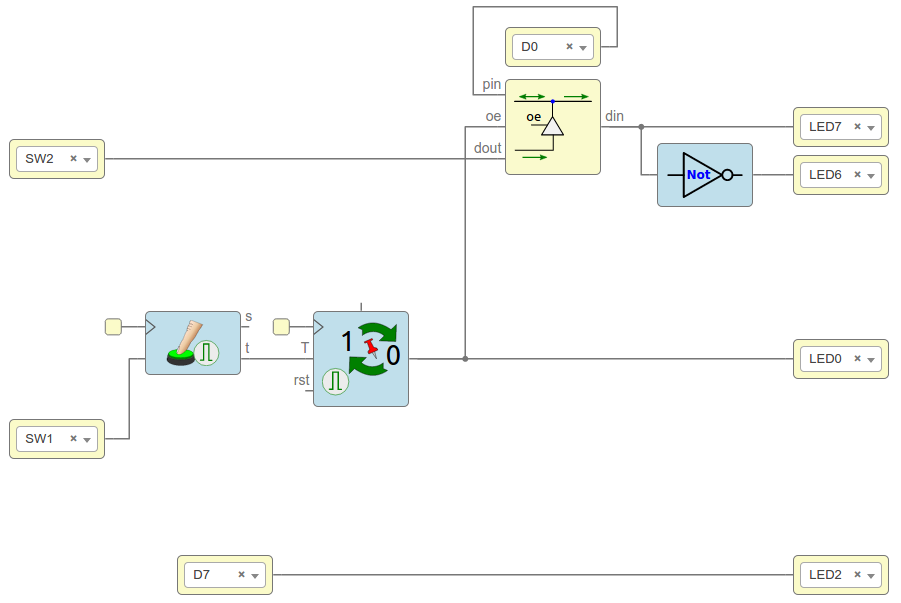 D0
pin
oe
oe
din
LED7
SW2
dout
Not
LED6
s
t
T
1
0
LED0
rst
SW1
D7
LED2